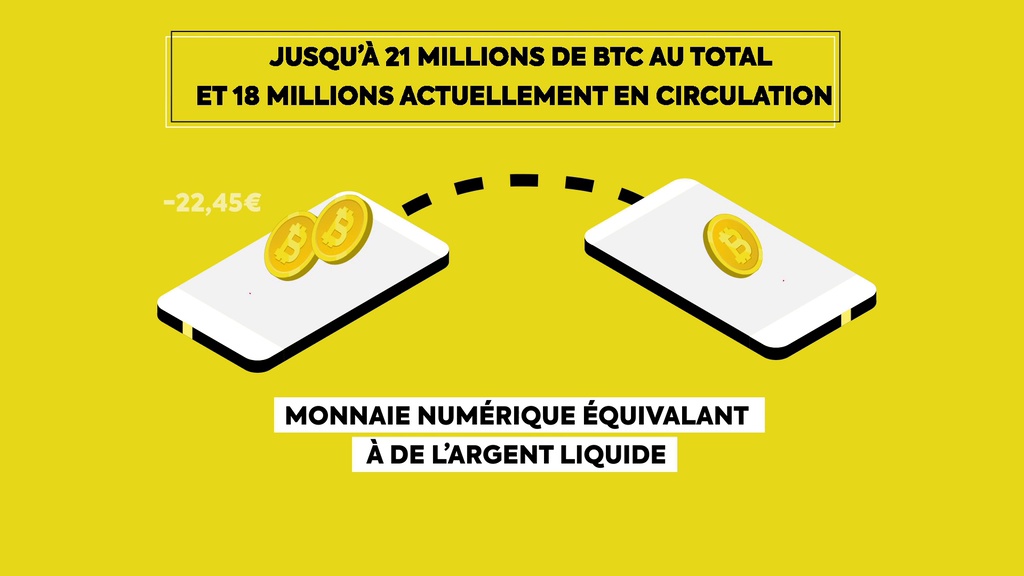 JUSQU’À 21 MILLIONS DE BTC AU TOTAL
ET 18 MILLIONS ACTUELLEMENT EN CIRCULATION
-22,45€
MONNAIE NUMÉRIQUE ÉQUIVALANT
À DE L’ARGENT LIQUIDE